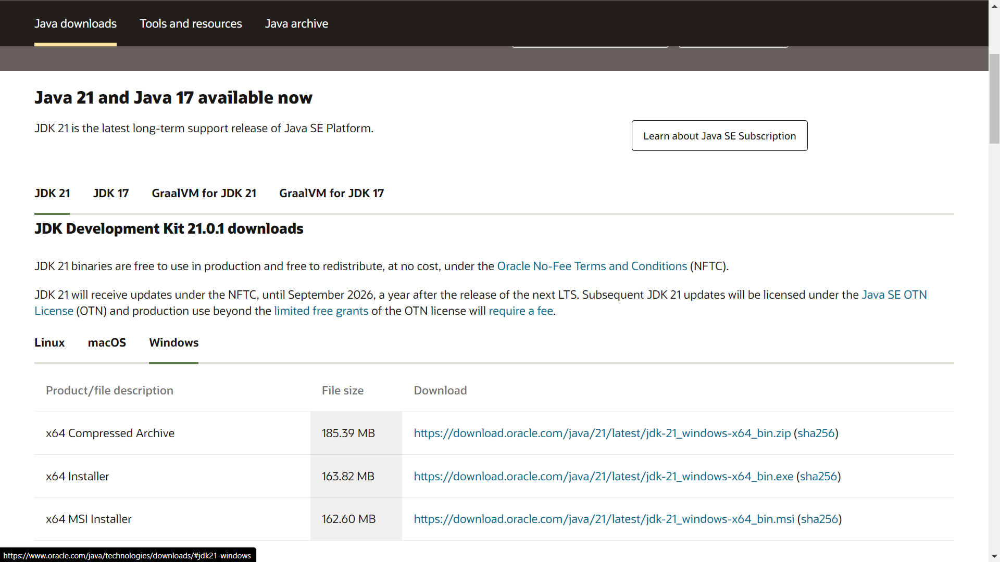 Java downloads Tools and resources Java archive
Java 21 and Java 17 available now
JDK 21 is the latest long-term support release of Java SE Platform.
Learn about Java SE Subscription
JDK 21 JDK 17 GraalVM for JDK 21 GraalVM for JDK 17
JDK Development Kit 21.0.1 downloads
JDK 21 binaries are free to use in production and free to redistribute, at no cost, under the Oracle No-Fee Terms and Conditions (NFTC).
JDK 21 will receive updates under the NFTC, until September 2026, a year after the release of the next LTS. Subsequent JDK 21 updates will be licensed under the Java SE OTN
License (OTN) and production use beyond the limited free grants of the OTN license will require a fee.
Linux macOS Windows
Product/file description File size Download
x64 Compressed Archive 185.39 MB https://download.oracle.com/java/21/latest/jdk-21_windows-x64_bin.zip (sha256)
x64 Installer 163.82 MB https://download.oracle.com/java/21/latest/jdk-21_windows-x64_bin.exe (sha256)
x64 MSI Installer 162.60 MB https://download.oracle.com/java/21/latest/jdk-21_windows-x64_bin.msi (sha256)
https://www.oracle.com/java/technologies/downloads/#jdk21-windows